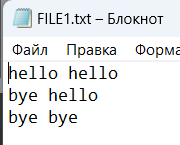 FILE1.txt – Блокнот
Файл Правка Форма
hello hello
bye hello
bye bye